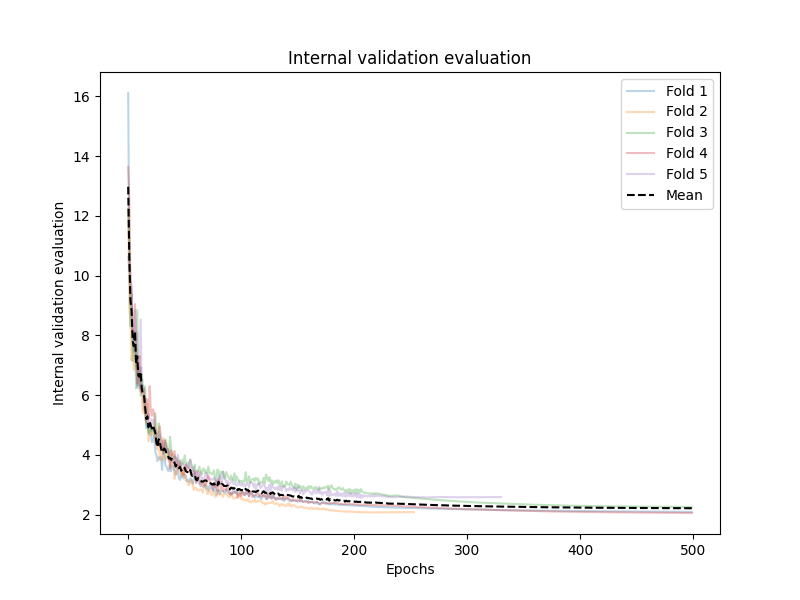 Internal validation evaluation
Internal validation evaluation
16
14
12
10
8
6
4
2
Fold 1
Fold 2
Fold 3
Fold 4
Fold 5
Mean
0 100 200 300 400 500
Epochs